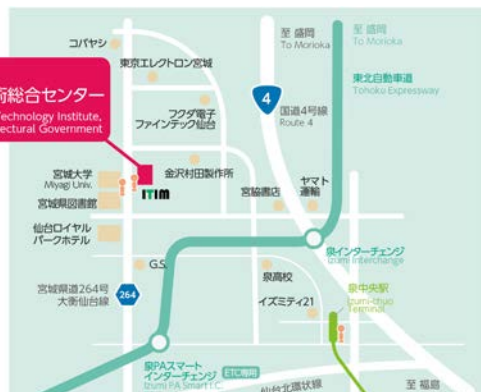 コバヤシ
東京エレクトロン宮城
至 盛岡
To Morioka
至 盛岡
To Morioka
東北自動車道
Tohoku Expressway
術総合センター
Technology Institute,
ectural Government
4
国道4号線
Route 4
フクダ電子
ファインテック仙台
宮城大学
Miyagi Univ.
宮城県図書館
ITIM
金沢村田製作所
宮脇書店
ヤマト
運輸
仙台ロイヤル
パークホテル
泉インターチェンジ
Izumi Interchange
G.S.
泉高校
宮城県道264号
大衡仙台線
264
イズミティ21
泉中央駅
Izumi-chuo
Terminal
泉PAスマート
インターチェンジ
Izumi PA Smart I.C.
ETC専用
仙台北環状線
至 福島